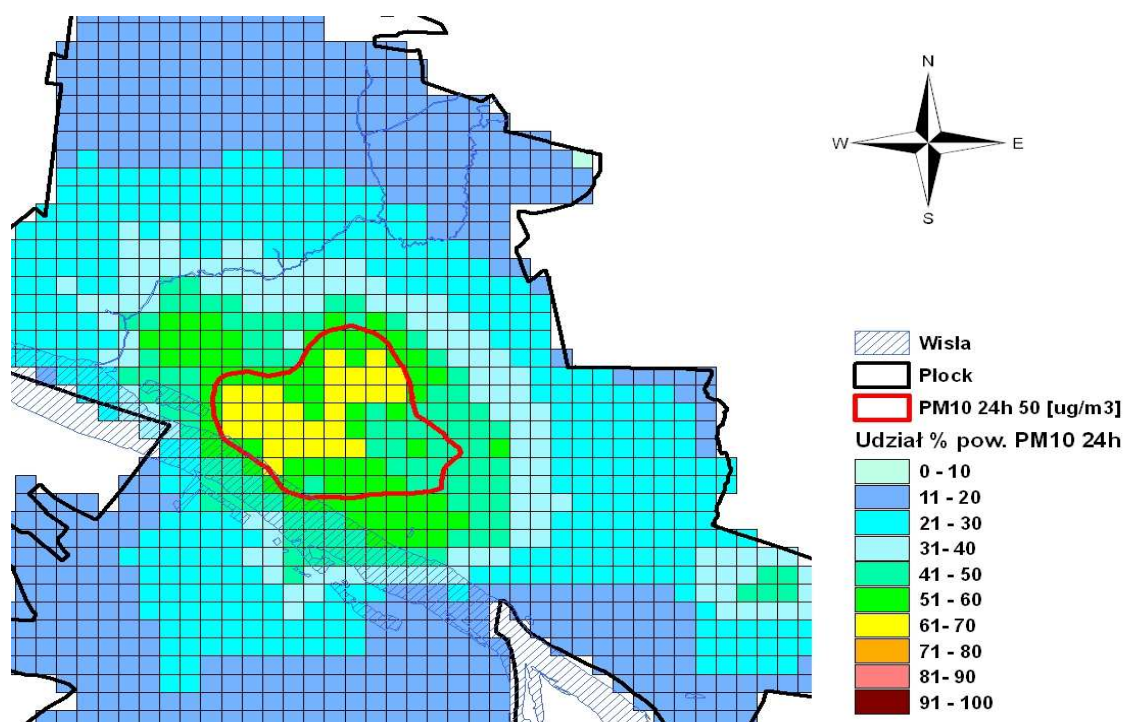 N
W
E
S
Wisla
Plock
PM10 24h 50 [ug/m3]
Udział % pow. PM10 24h
0 - 10
11 - 20
21 - 30
31 - 40
41 - 50
51 - 60
61 - 70
71 - 80
81 - 90
91 - 100